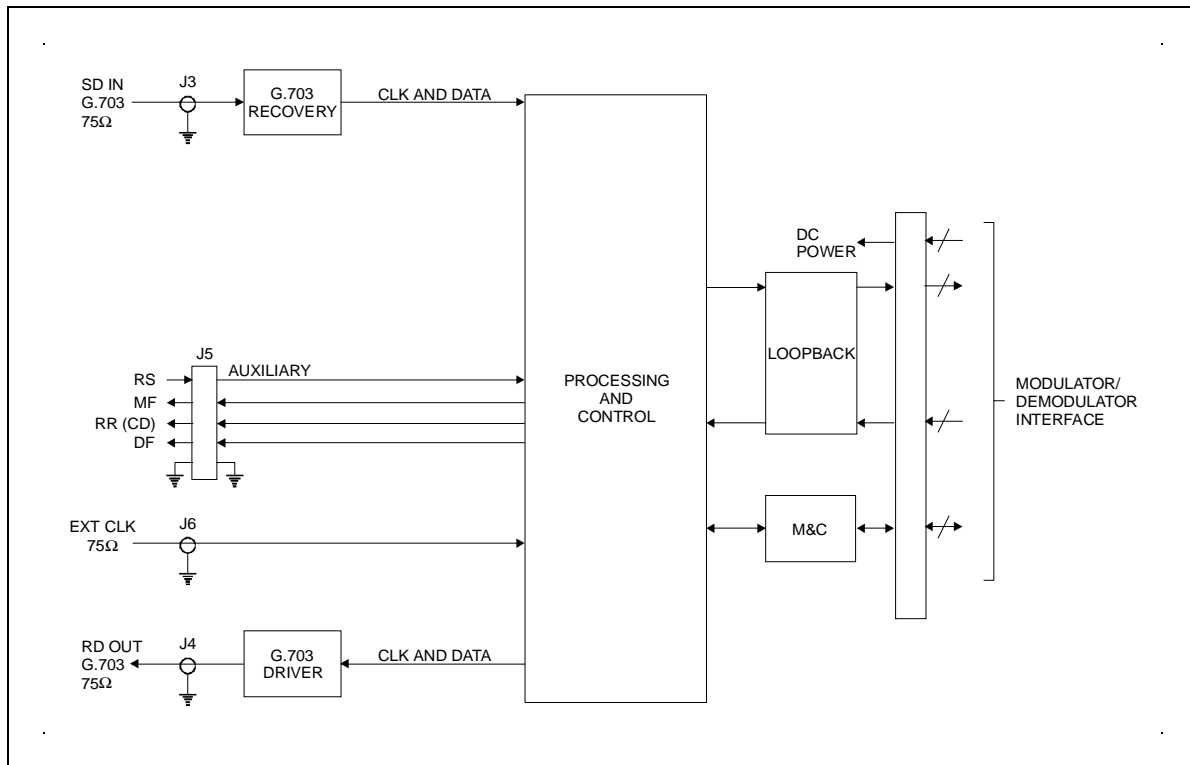 SD IN
G.703
75Ω
J3
G.703
RECOVERY
CLK AND DATA
DC
POWER
LOOPBACK
J5
AUXILIARY
RS
MF
RR (CD)
DF
PROCESSING
AND
CONTROL
MODULATOR/
DEMODULATOR
INTERFACE
EXT CLK
75Ω
J6
M&C
RD OUT
G.703
75Ω
J4
G.703
DRIVER
CLK AND DATA